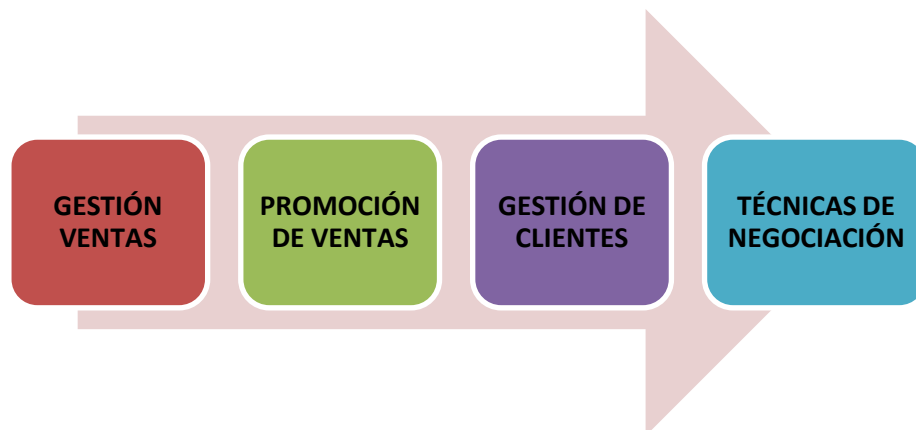 GESTIÓN
VENTAS
PROMOCIÓN
DE VENTAS
GESTIÓN DE
CLIENTES
TÉCNICAS DE
NEGOCIACIÓN